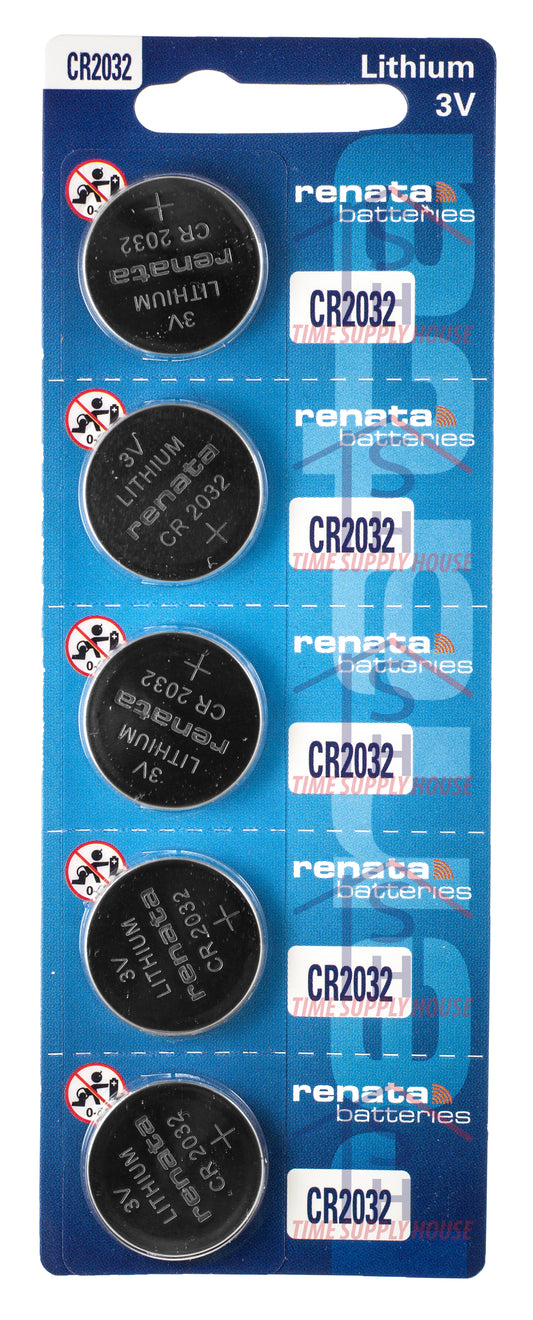 CR2032
Lithium
3V
renata
batteries
CR2032
TIME SUPPLY HOUSE
+
CR 2032
renata
LITHIUM
3V
renata
batteries
CR2032
TIME SUPPLY HOUSE
3V
LITHIUM
renata
CR 2032
+
renata
batteries
CR2032
TIME SUPPLY HOUSE
+
CR 2032
renata
LITHIUM
3V
renata
batteries
CR2032
TIME SUPPLY HOUSE
+
CR 2032
renata
LITHIUM
3V
renata
batteries
CR2032
TIME SUPPLY HOUSE
+
CR 2032
renata
LITHIUM
3V
renata